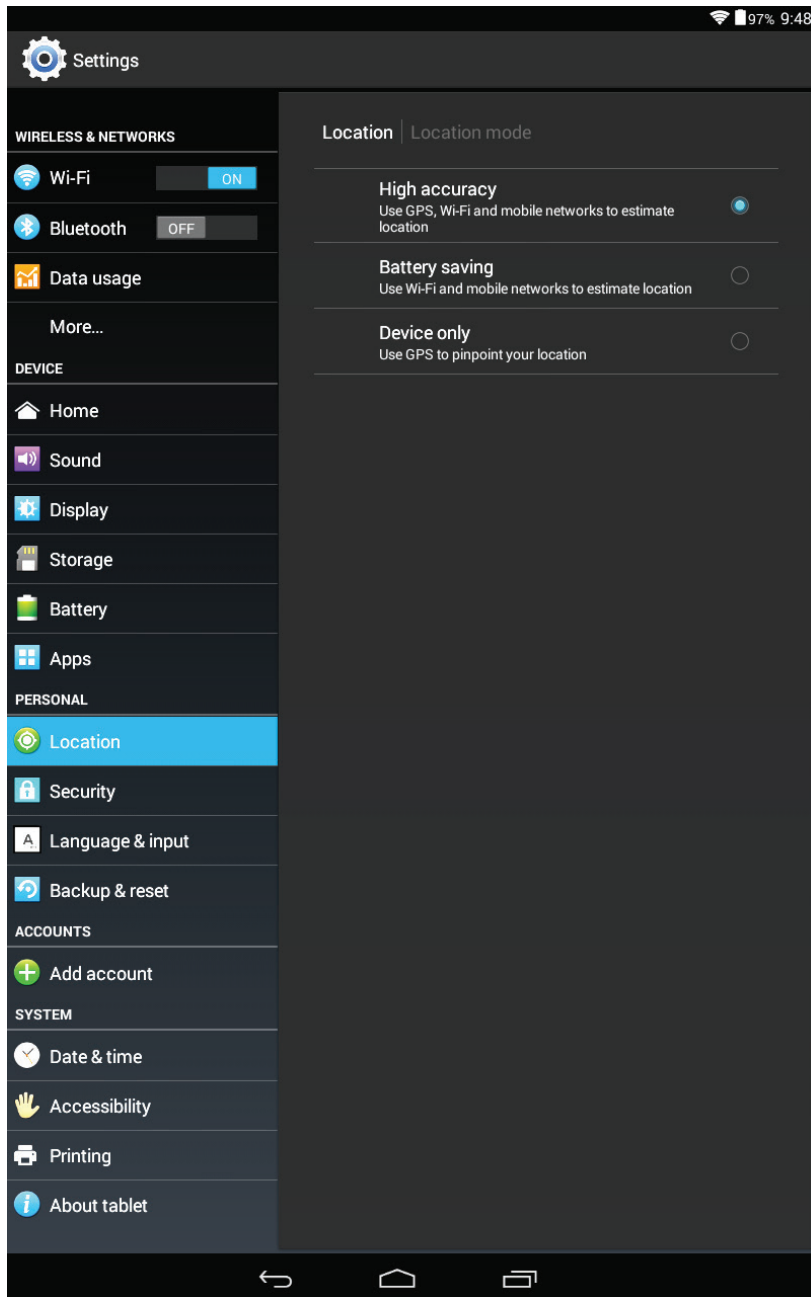 97% 9:48
Settings
WIRELESS & NETWORKS
Wi-Fi
ON
Bluetooth
OFF
Data usage
More...
DEVICE
Home
Sound
Display
Storage
Battery
Apps
PERSONAL
Location
Security
A
Language & input
Backup & reset
ACCOUNTS
Add account
SYSTEM
Date & time
Accessibility
Printing
About tablet
Location | Location mode
High accuracy
Use GPS, Wi-Fi and mobile networks to estimate
location
Battery saving
Use Wi-Fi and mobile networks to estimate location
Device only
Use GPS to pinpoint your location